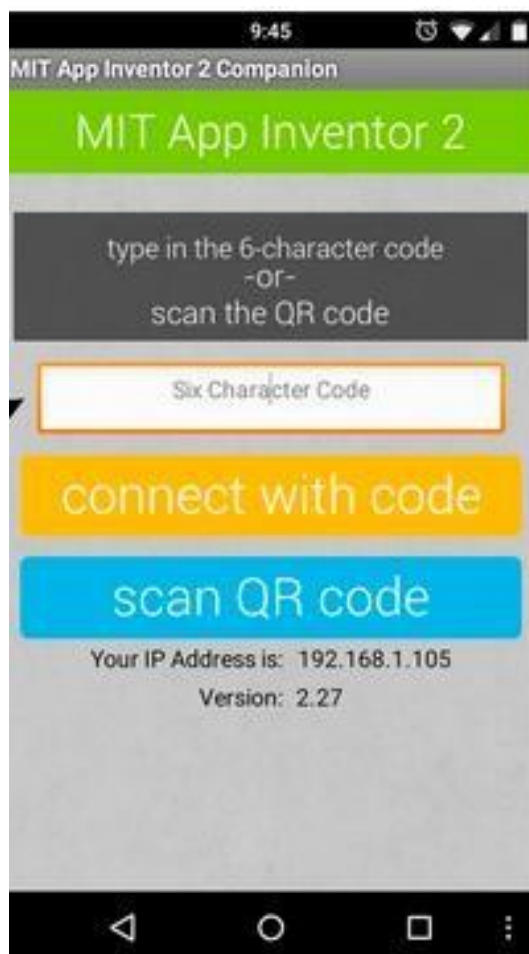 9:45
MIT App Inventor 2 Companion
MIT App Inventor 2
type in the 6-character code
-or-
scan the QR code
Six Character Code
connect with code
scan QR code
Your IP Address is: 192.168.1.105
Version: 2.27